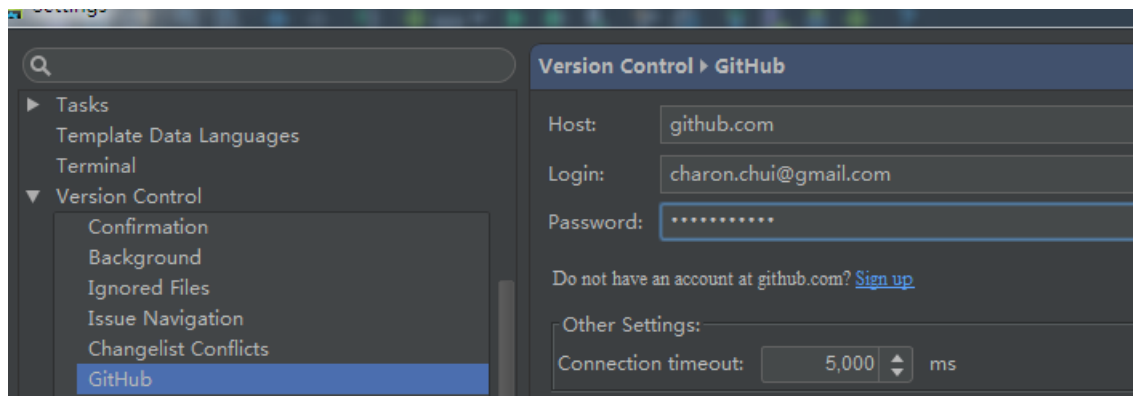 Settings
Tasks
Template Data Languages
Terminal
Version Control
Confirmation
Background
Ignored Files
Issue Navigation
Changelist Conflicts
GitHub
Version Control ▸ GitHub
Host: github.com
Login: charon.chui@gmail.com
Password: •••••••••••
Do not have an account at github.com? Sign up
Other Settings:
Connection timeout: 5,000 ms